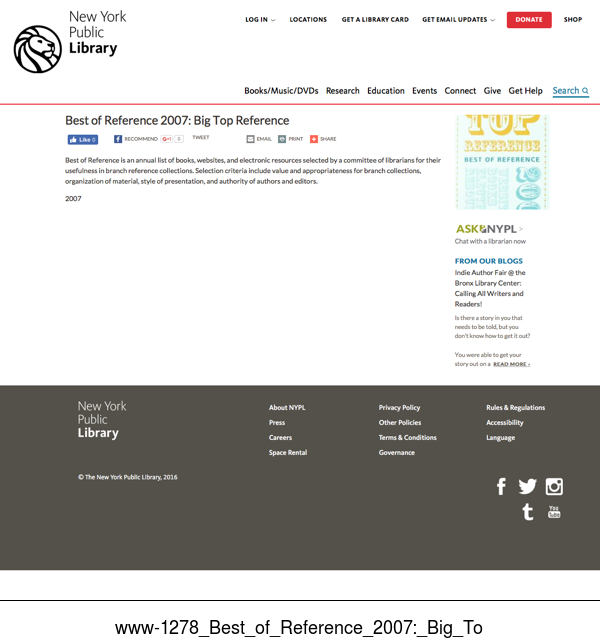 New York
Public
Library
LOG IN
LOCATIONS
GET A LIBRARY CARD
GET EMAIL UPDATES
DONATE
SHOP
Books/Music/DVDs Research Education Events Connect Give Get Help Search
Best of Reference 2007: Big Top Reference
Like 0
RECOMMEND
G+1
0
TWEET
EMAIL
PRINT
SHARE
Best of Reference is an annual list of books, websites, and electronic resources selected by a committee of librarians for their
usefulness in branch reference collections. Selection criteria include value and appropriateness for branch collections,
organization of material, style of presentation, and authority of authors and editors.
2007
TOP
REFERENCE
BEST OF REFERENCE
ASKNYPL >
Chat with a librarian now
FROM OUR BLOGS
Indie Author Fair @ the
Bronx Library Center:
Calling All Writers and
Readers!
Is there a story in you that
needs to be told, but you
don't know how to get it out?
You were able to get your
story out on a READ MORE ›
New York
Public
Library
About NYPL
Press
Careers
Space Rental
Privacy Policy
Other Policies
Terms & Conditions
Governance
Rules & Regulations
Accessibility
Language
© The New York Public Library, 2016
You
Tube
www-1278_Best_of_Reference_2007:_Big_To